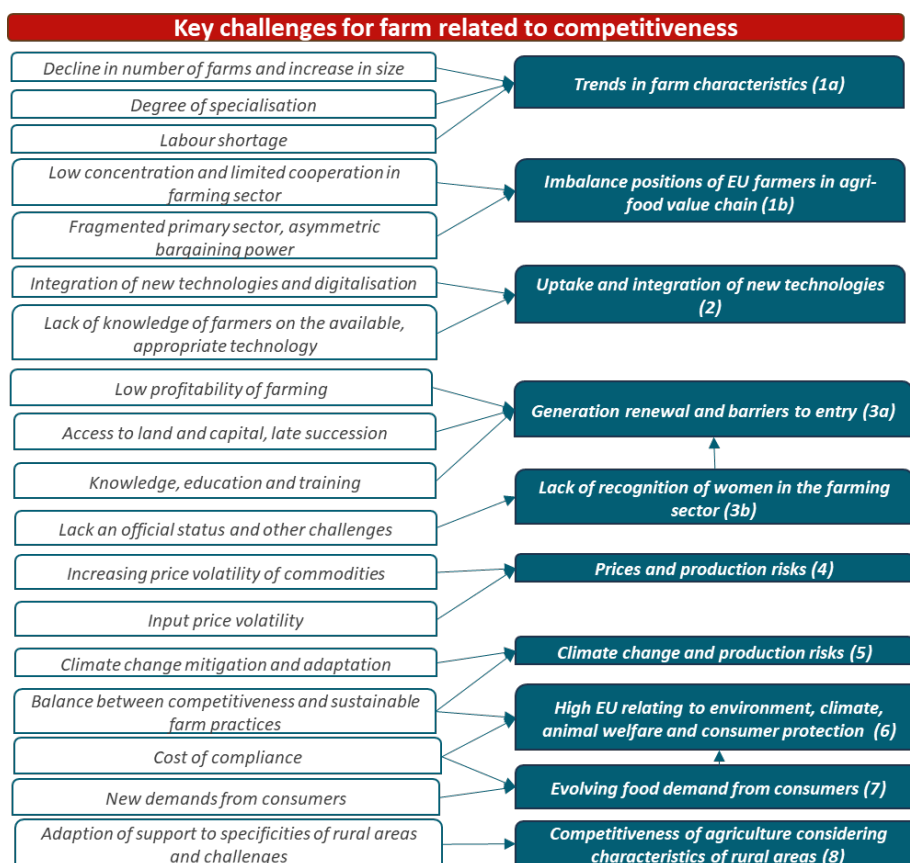 Key challenges for farm related to competitiveness
Decline in number of farms and increase in size
Degree of specialisation
Labour shortage
Trends in farm characteristics (1a)
Low concentration and limited cooperation in
farming sector
Fragmented primary sector, asymmetric
bargaining power
Imbalance positions of EU farmers in agri-
food value chain (1b)
Integration of new technologies and digitalisation
Lack of knowledge of farmers on the available,
appropriate technology
Uptake and integration of new technologies
(2)
Low profitability of farming
Access to land and capital, late succession
Knowledge, education and training
Generation renewal and barriers to entry (3a)
Lack an official status and other challenges
Lack of recognition of women in the farming
sector (3b)
Increasing price volatility of commodities
Input price volatility
Prices and production risks (4)
Climate change mitigation and adaptation
Climate change and production risks (5)
Balance between competitiveness and sustainable
farm practices
Cost of compliance
High EU relating to environment, climate,
animal welfare and consumer protection (6)
New demands from consumers
Evolving food demand from consumers (7)
Adaption of support to specificities of rural areas
and challenges
Competitiveness of agriculture considering
characteristics of rural areas (8)